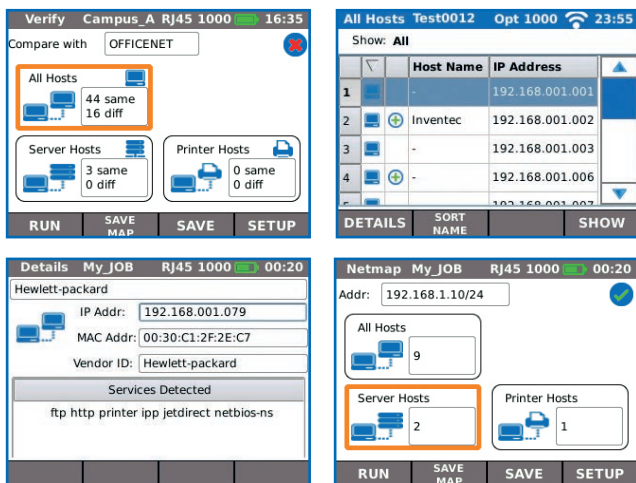 Verify Campus_A RJ45 1000 16:35
Compare with OFFICENET
All Hosts
44 same
16 diff
Server Hosts
3 same
0 diff
Printer Hosts
0 same
0 diff
RUN SAVE MAP SAVE SETUP
All Hosts Test0012 Opt 1000 23:55
Show: All
Host Name IP Address
1 - 192.168.001.001
2 Inventec 192.168.001.002
3 - 192.168.001.003
4 - 192.168.001.006
DETAILS SORT NAME SHOW
Details My_JOB RJ45 1000 00:20
Hewlett-packard
IP Addr: 192.168.001.079
MAC Addr: 00:30:C1:2F:2E:C7
Vendor ID: Hewlett-packard
Services Detected
ftp http printer ipp jetdirect netbios-ns
Netmap My_JOB RJ45 1000 00:20
Addr: 192.168.1.10/24
All Hosts
9
Server Hosts
2
Printer Hosts
1
RUN SAVE MAP SAVE SETUP